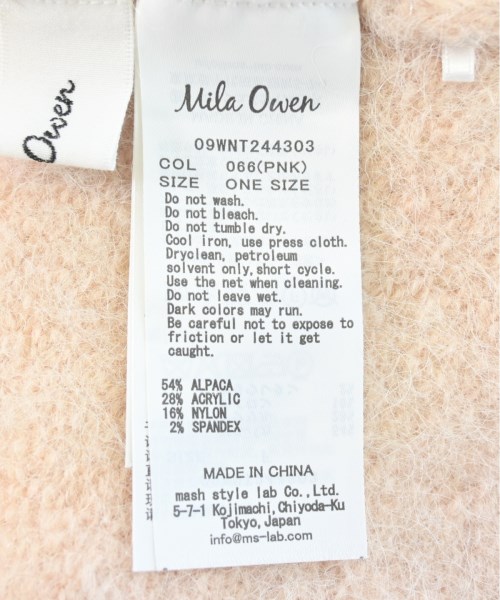 Owen
Mila Owen
09WNT244303
COL 066(PNK)
SIZE ONE SIZE
Do not wash.
Do not bleach.
Do not tumble dry.
Cool iron, use press cloth.
Dryclean, petroleum
solvent only,short cycle.
Use the net when cleaning.
Do not leave wet.
Dark colors may run.
Be careful not to expose to
friction or let it get
caught.
54% ALPACA
28% ACRYLIC
16% NYLON
2% SPANDEX
MADE IN CHINA
mash style lab Co.,Ltd.
5-7-1 Kojimachi,Chiyoda-Ku
Tokyo,Japan
info@ms-lab.com